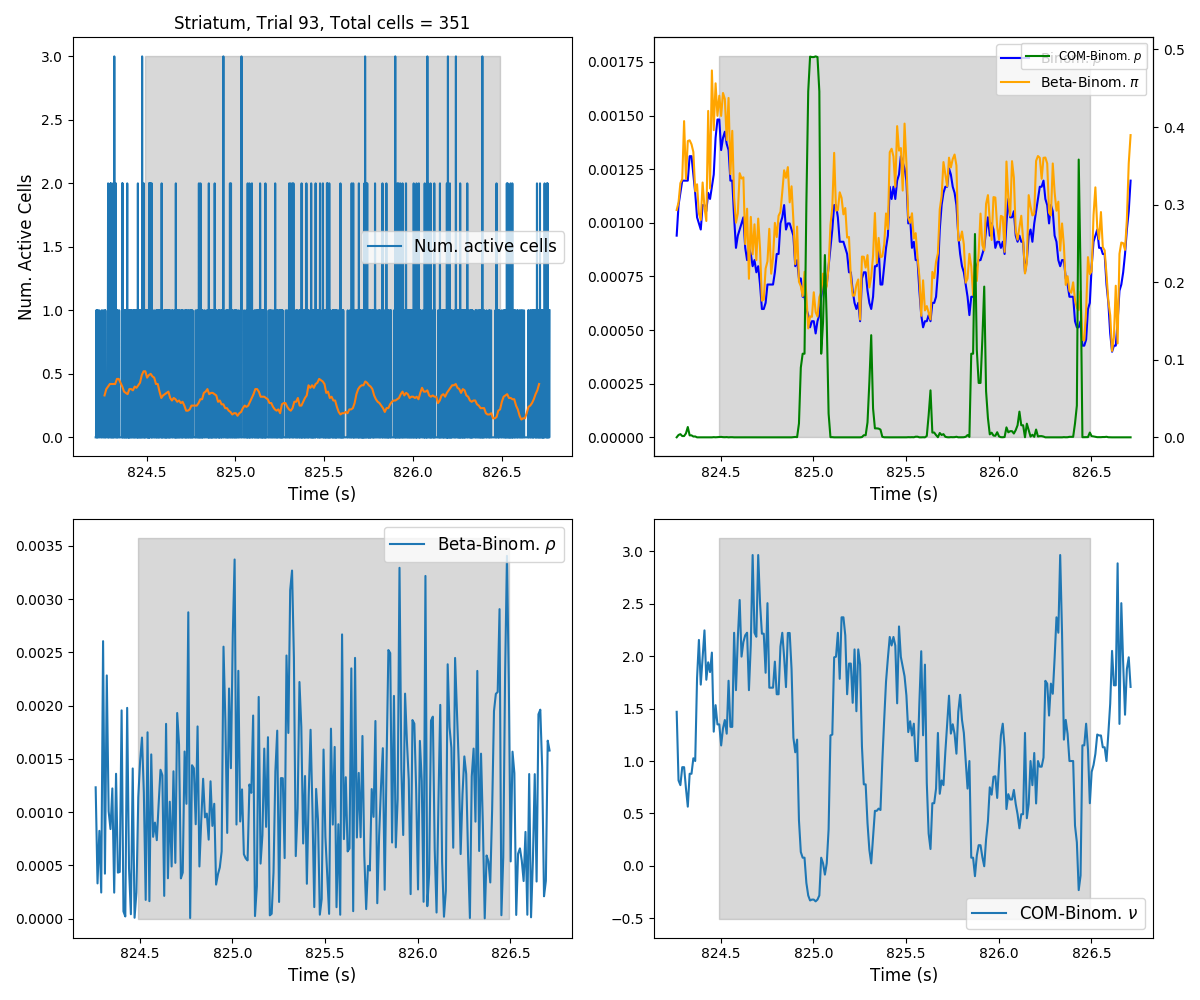 Striatum, Trial 93, Total cells = 351
3.0
2.5
2.0
1.5
1.0
0.5
0.0
Num. Active Cells
Num. active cells
824.5 825.0 825.5 826.0 826.5
Time (s)
0.00175
0.00150
0.00125
0.00100
0.00075
0.00050
0.00025
0.00000
COM-Binom. p
Binom. p
Beta-Binom. π
0.5
0.4
0.3
0.2
0.1
0.0
824.5 825.0 825.5 826.0 826.5
Time (s)
0.0035
0.0030
0.0025
0.0020
0.0015
0.0010
0.0005
0.0000
Beta-Binom. ρ
824.5 825.0 825.5 826.0 826.5
Time (s)
3.0
2.5
2.0
1.5
1.0
0.5
0.0
−0.5
COM-Binom. ν
824.5 825.0 825.5 826.0 826.5
Time (s)